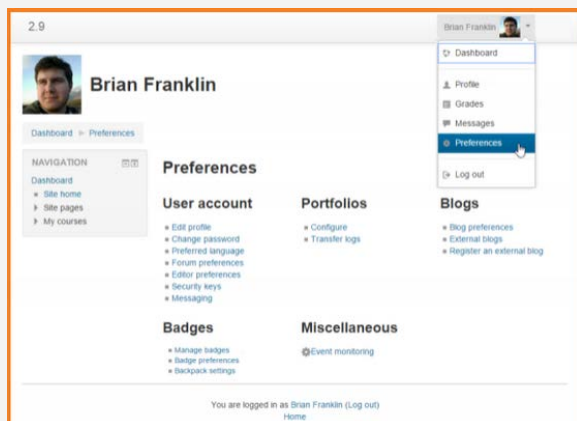 2.9
Brian Franklin
Dashboard
Profile
Grades
Messages
Preferences
Log out
Brian Franklin
Dashboard ► Preferences
NAVIGATION
Dashboard
Site home
Site pages
My courses
Preferences
User account
Edit profile
Change password
Preferred language
Forum preferences
Editor preferences
Security keys
Messaging
Portfolios
Configure
Transfer logs
Blogs
Blog preferences
External blogs
Register an external blog
Badges
Manage badges
Badge preferences
Backpack settings
Miscellaneous
Event monitoring
You are logged in as Brian Franklin (Log out)
Home